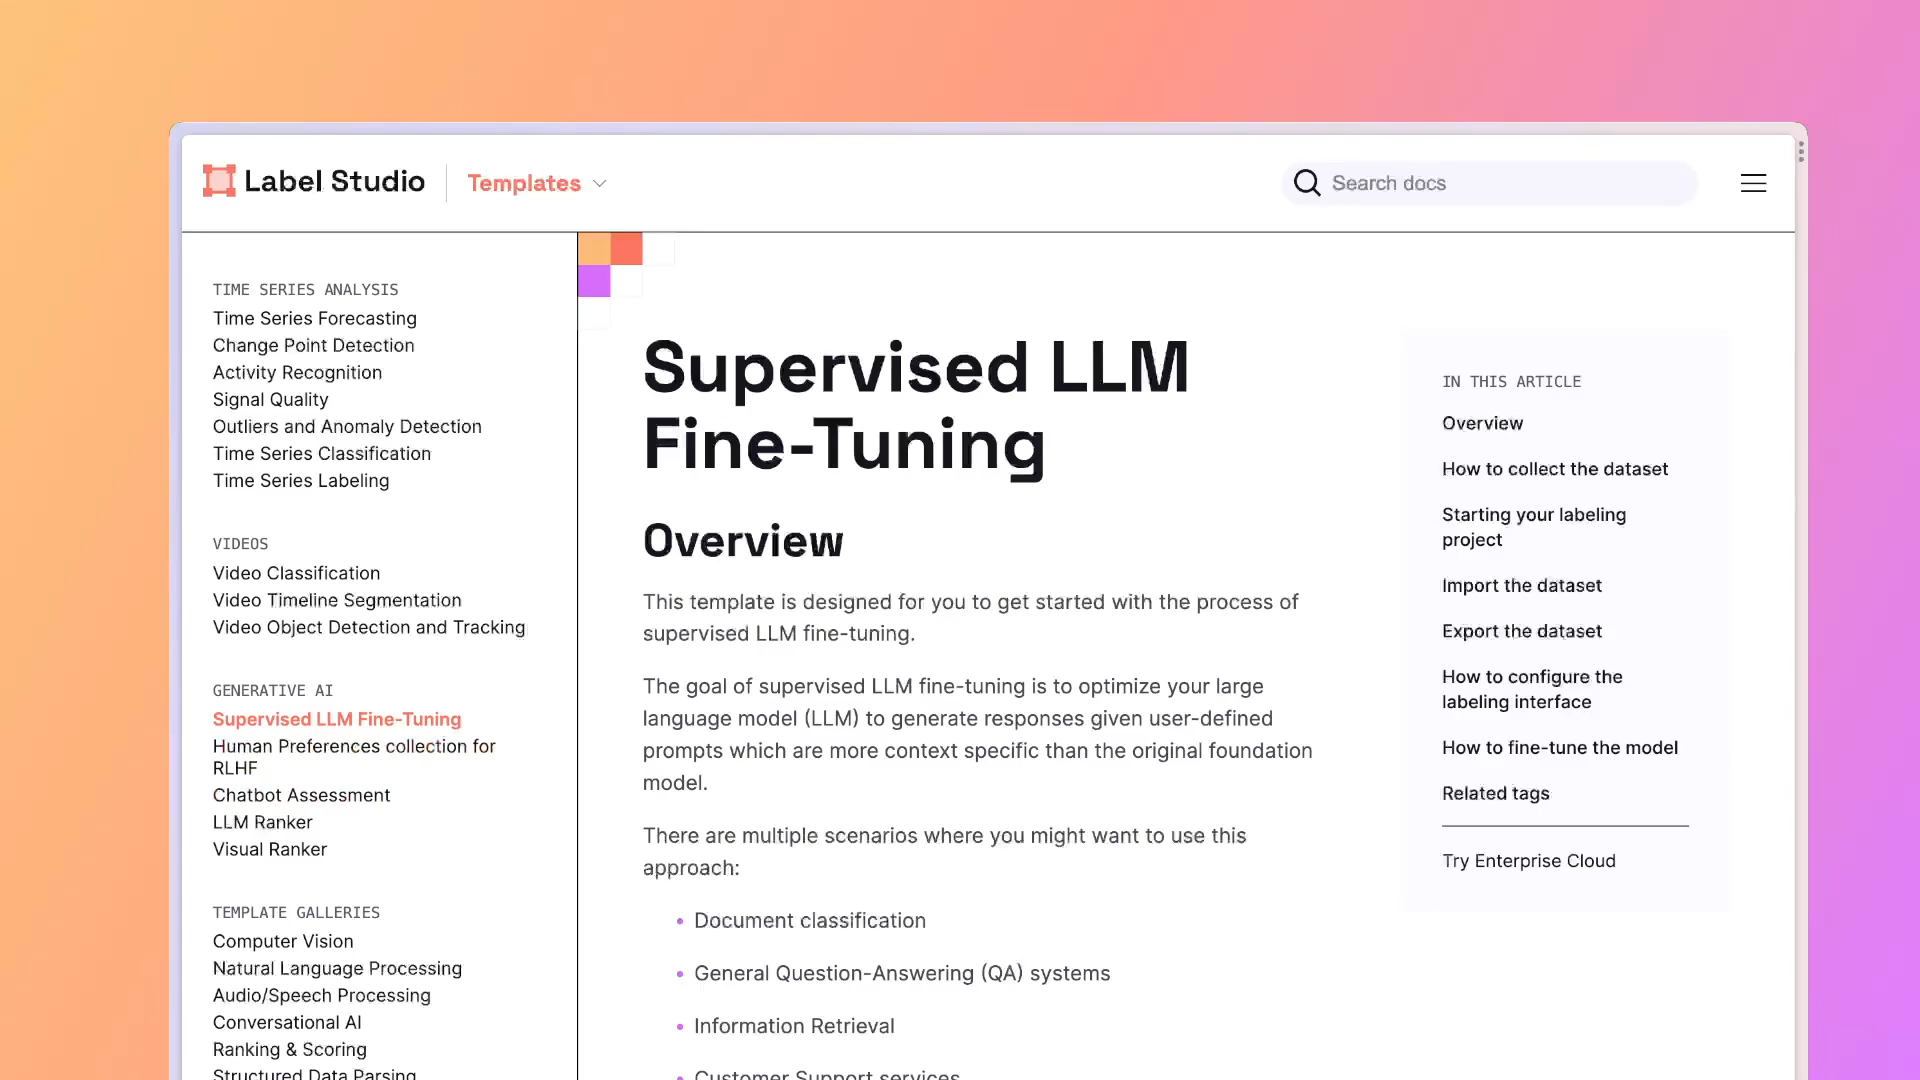 Label Studio
Templates
Search docs
TIME SERIES ANALYSIS
Time Series Forecasting
Change Point Detection
Activity Recognition
Signal Quality
Outliers and Anomaly Detection
Time Series Classification
Time Series Labeling
VIDEOS
Video Classification
Video Timeline Segmentation
Video Object Detection and Tracking
GENERATIVE AI
Supervised LLM Fine-Tuning
Human Preferences collection for
RLHF
Chatbot Assessment
LLM Ranker
Visual Ranker
TEMPLATE GALLERIES
Computer Vision
Natural Language Processing
Audio/Speech Processing
Conversational AI
Ranking & Scoring
Structured Data Parsing
Supervised LLM
Fine-Tuning
Overview
This template is designed for you to get started with the process of
supervised LLM fine-tuning.
The goal of supervised LLM fine-tuning is to optimize your large
language model (LLM) to generate responses given user-defined
prompts which are more context specific than the original foundation
model.
There are multiple scenarios where you might want to use this
approach:
• Document classification
• General Question-Answering (QA) systems
• Information Retrieval
• Customer Support services
IN THIS ARTICLE
Overview
How to collect the dataset
Starting your labeling
project
Import the dataset
Export the dataset
How to configure the
labeling interface
How to fine-tune the model
Related tags
Try Enterprise Cloud